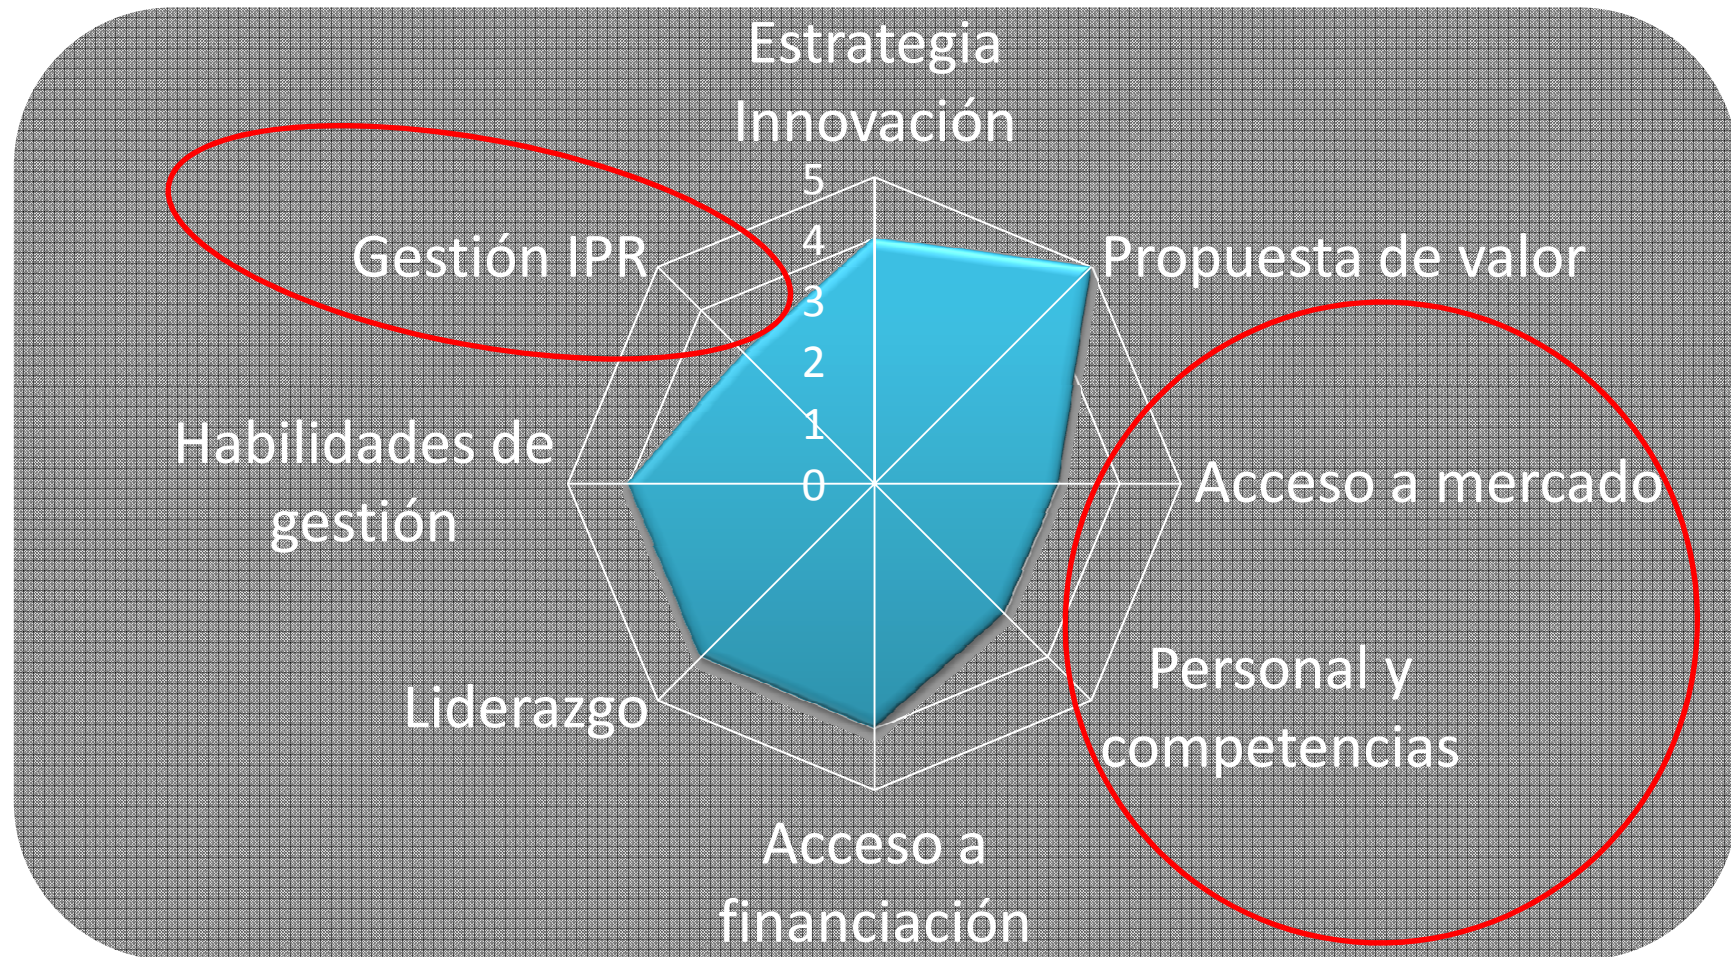 Estrategia
Innovación
5
4
3
2
1
0
Propuesta de valor
Acceso a mercado
Personal y
competencias
Acceso a
financiación
Liderazgo
Habilidades de
gestión
Gestión IPR